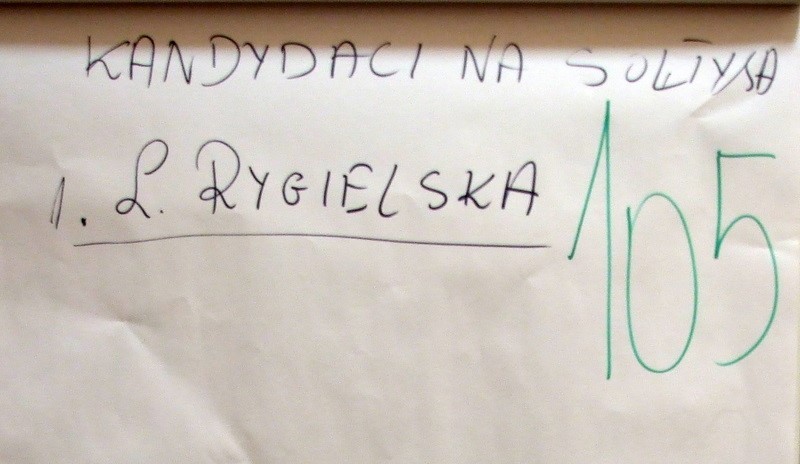 KANDYDACI NA SOŁTYSA
1. L. RYGIELSKA 105